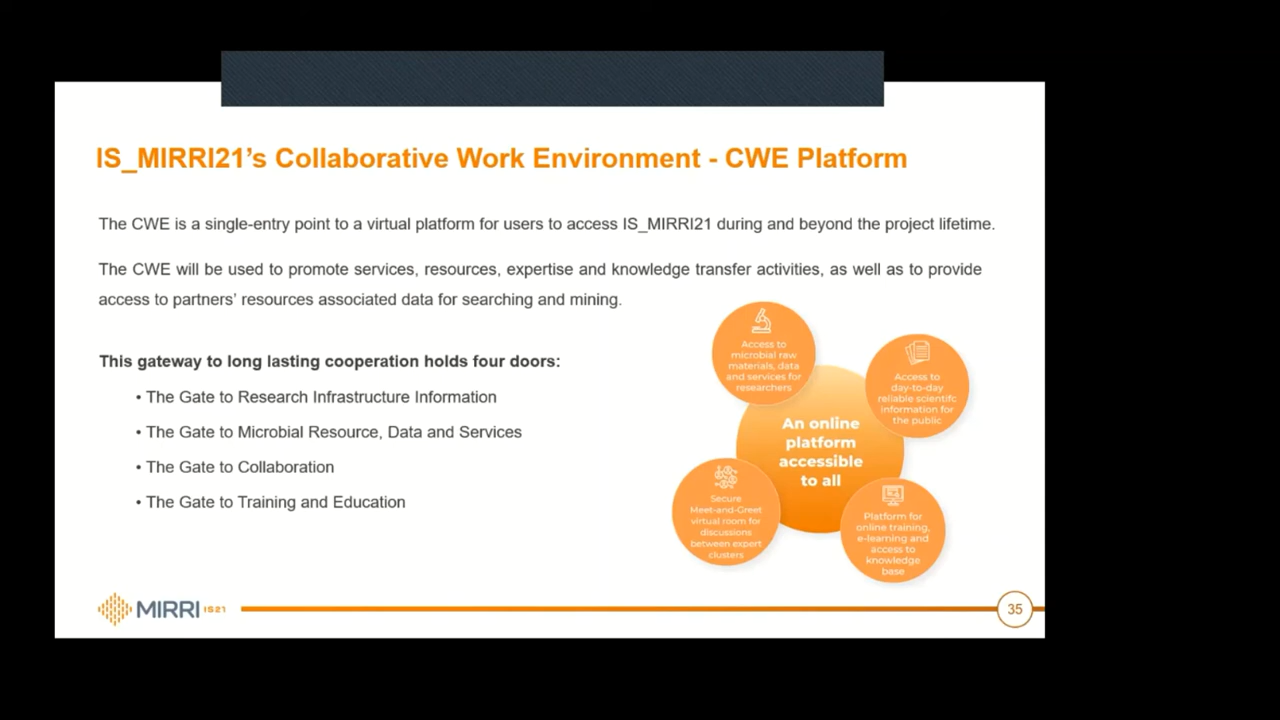 IS_MIRRI21’s Collaborative Work Environment - CWE Platform
The CWE is a single-entry point to a virtual platform for users to access IS_MIRRI21 during and beyond the project lifetime.
The CWE will be used to promote services, resources, expertise and knowledge transfer activities, as well as to provide
access to partners’ resources associated data for searching and mining.
This gateway to long lasting cooperation holds four doors:
• The Gate to Research Infrastructure Information
• The Gate to Microbial Resource, Data and Services
• The Gate to Collaboration
• The Gate to Training and Education
Access to
microbial raw
materials, data
and services for
researchers
Access to
day-to-day
reliable scientifc
information for
the public
An online
platform
accessible
to all
Secure
Meet-and-Greet
virtual room for
discussions
between expert
clusters
Platform for
online training,
e-learning and
access to
knowledge
base
MIRRI IS21
35